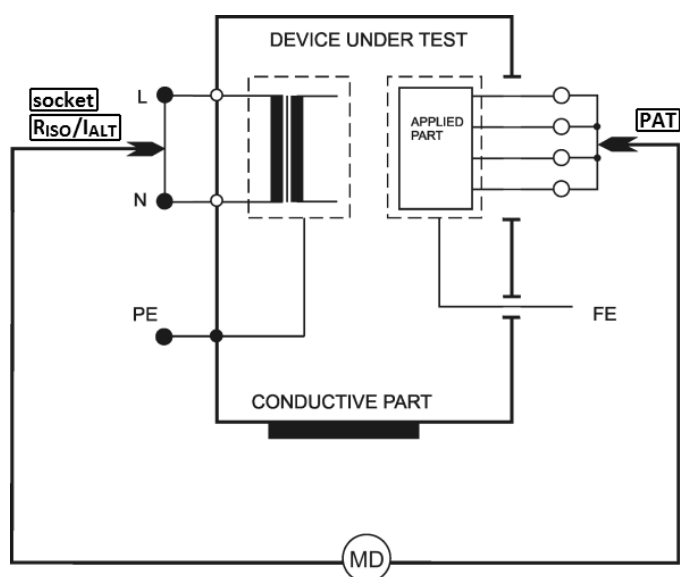 DEVICE UNDER TEST
socket
RISO/IALT
L
N
APPLIED
PART
PAT
PE
FE
CONDUCTIVE PART
MD